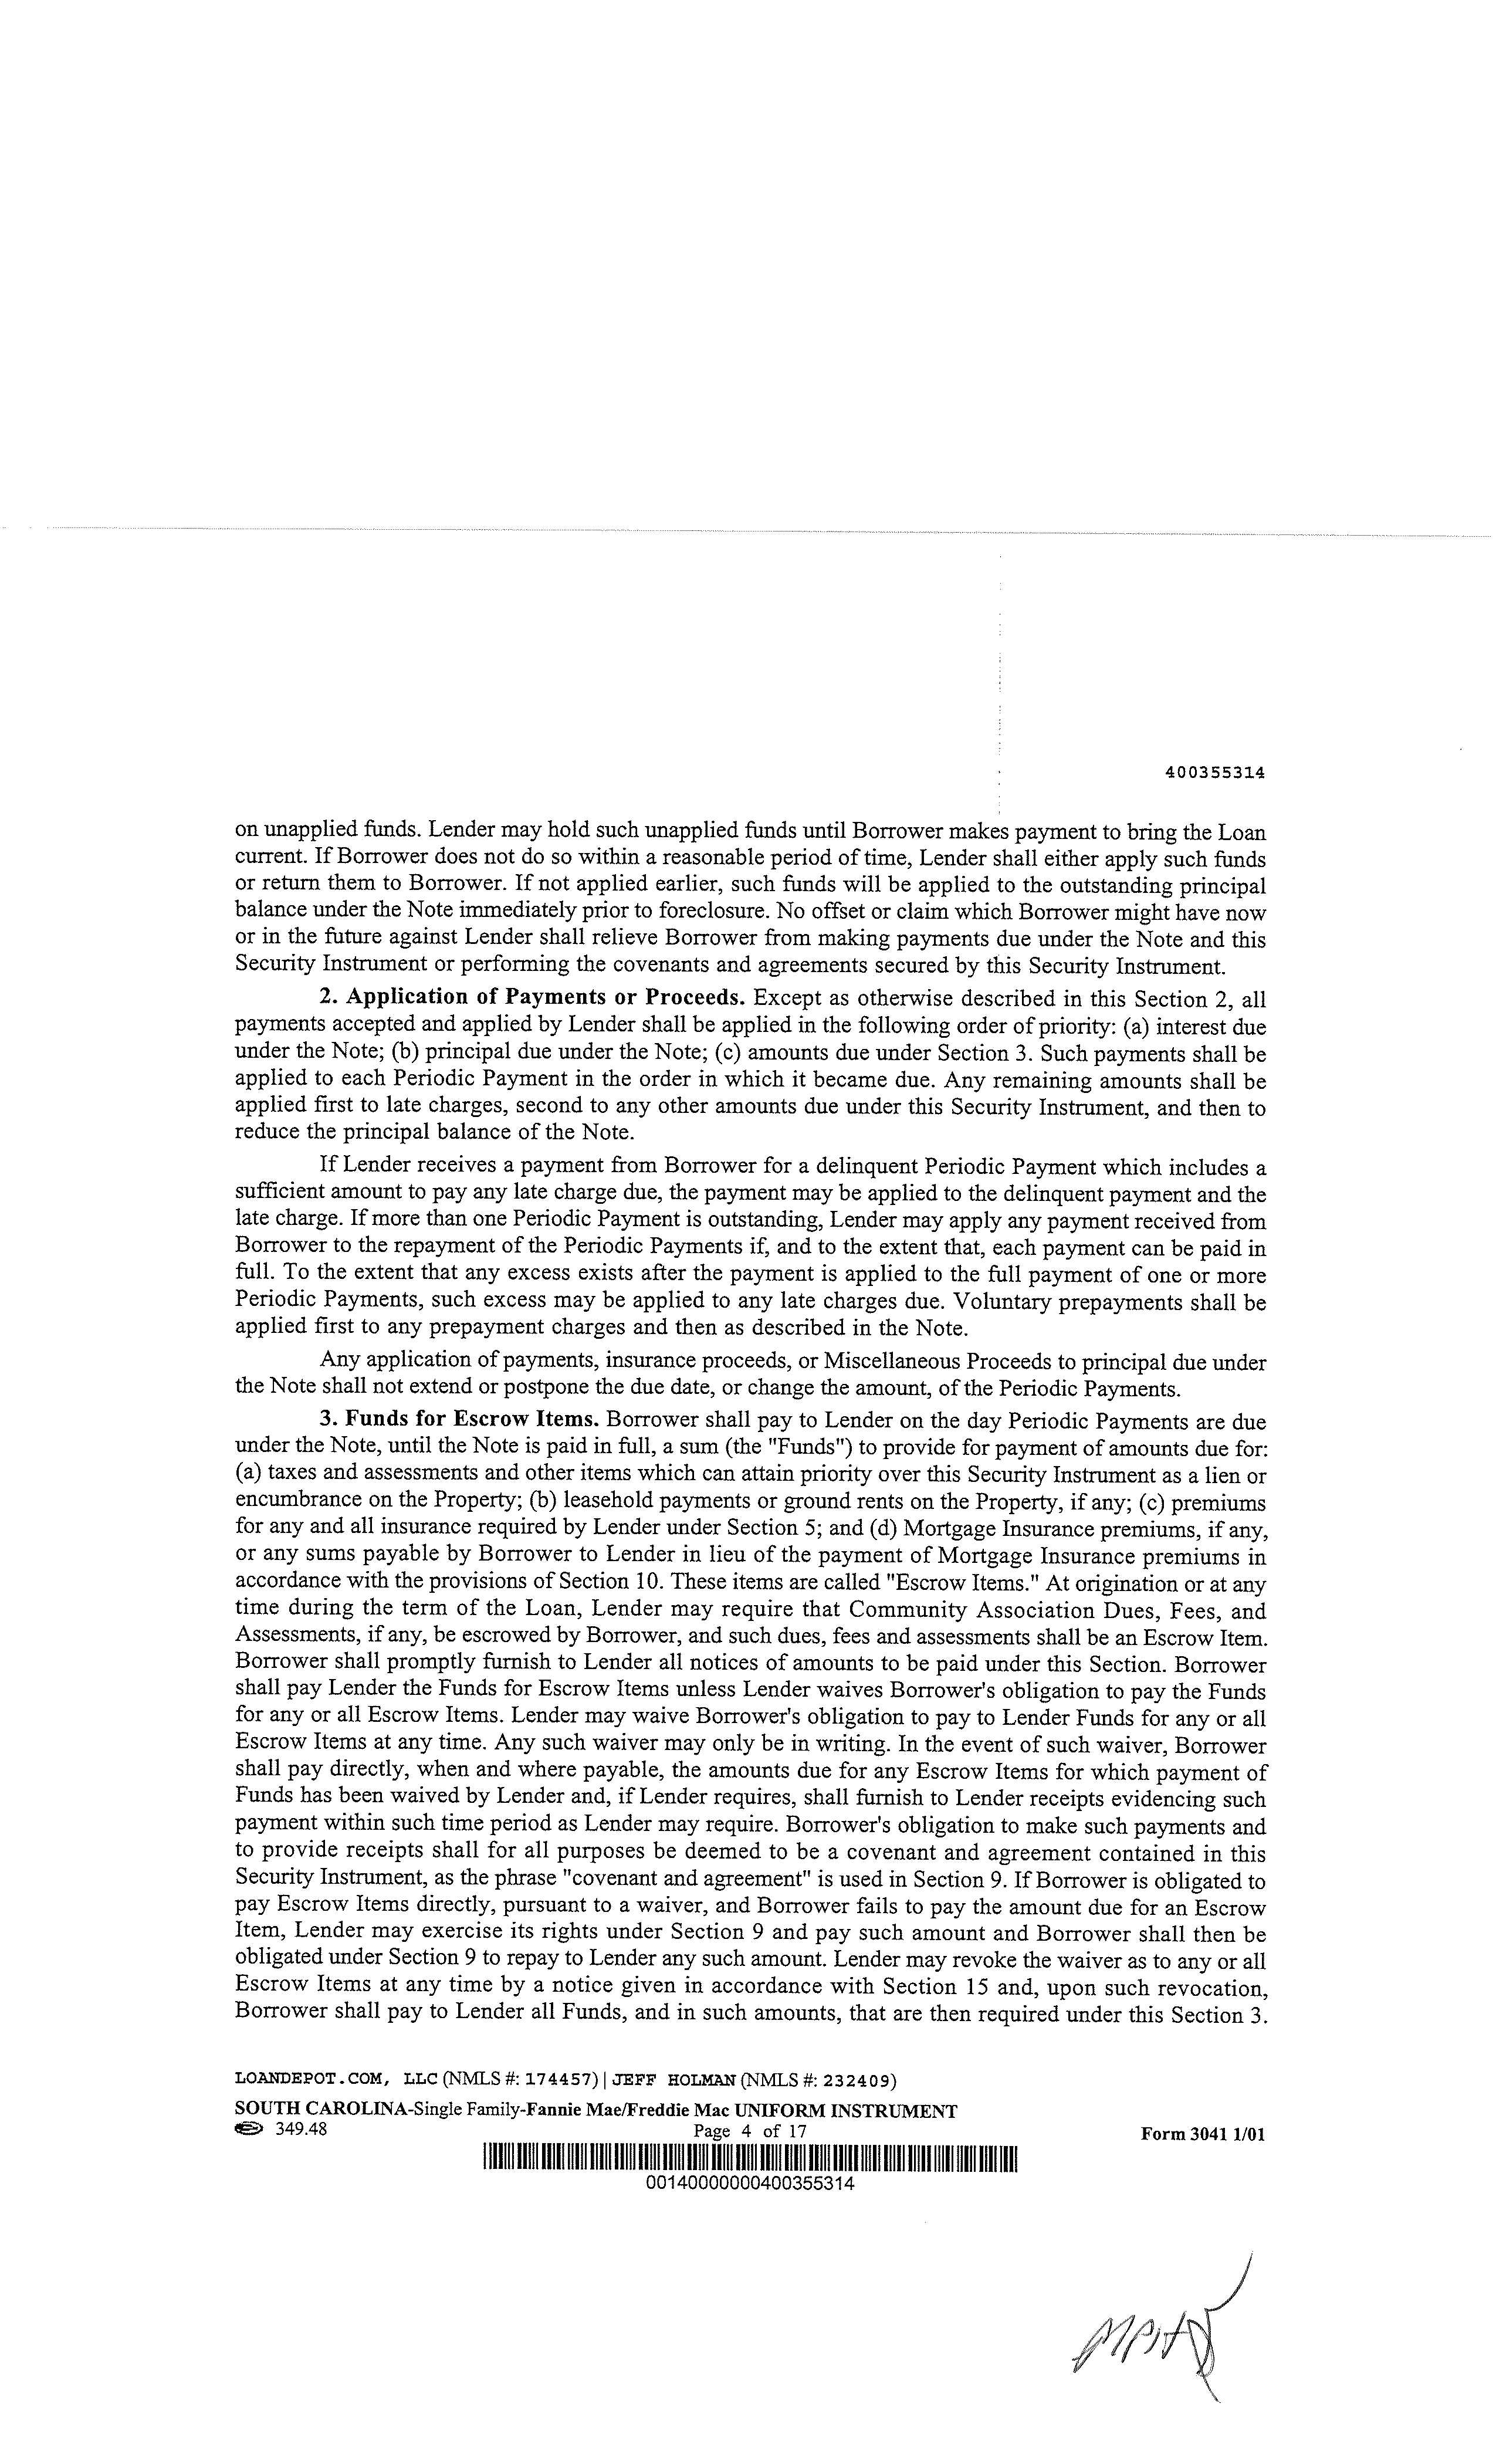 400355314
on unapplied funds. Lender may hold such unapplied funds until Borrower makes payment to bring the Loan
current. If Borrower does not do so within a reasonable period of time, Lender shall either apply such funds
or return them to Borrower. If not applied earlier, such funds will be applied to the outstanding principal
balance under the Note immediately prior to foreclosure. No offset or claim which Borrower might have now
or in the future against Lender shall relieve Borrower from making payments due under the Note and this
Security Instrument or performing the covenants and agreements secured by this Security Instrument.
2. Application of Payments or Proceeds. Except as otherwise described in this Section 2, all
payments accepted and applied by Lender shall be applied in the following order of priority: (a) interest due
under the Note; (b) principal due under the Note; (c) amounts due under Section 3. Such payments shall be
applied to each Periodic Payment in the order in which it became due. Any remaining amounts shall be
applied first to late charges, second to any other amounts due under this Security Instrument, and then to
reduce the principal balance of the Note.
If Lender receives a payment from Borrower for a delinquent Periodic Payment which includes a
sufficient amount to pay any late charge due, the payment may be applied to the delinquent payment and the
late charge. If more than one Periodic Payment is outstanding, Lender may apply any payment received from
Borrower to the repayment of the Periodic Payments if, and to the extent that, each payment can be paid in
full. To the extent that any excess exists after the payment is applied to the full payment of one or more
Periodic Payments, such excess may be applied to any late charges due. Voluntary prepayments shall be
applied first to any prepayment charges and then as described in the Note.
Any application of payments, insurance proceeds, or Miscellaneous Proceeds to principal due under
the Note shall not extend or postpone the due date, or change the amount, of the Periodic Payments.
3. Funds for Escrow Items. Borrower shall pay to Lender on the day Periodic Payments are due
under the Note, until the Note is paid in full, a sum (the "Funds") to provide for payment of amounts due for:
(a) taxes and assessments and other items which can attain priority over this Security Instrument as a lien or
encumbrance on the Property; (b) leasehold payments or ground rents on the Property, if any; (c) premiums
for any and all insurance required by Lender under Section 5; and (d) Mortgage Insurance premiums, if any,
or any sums payable by Borrower to Lender in lieu of the payment of Mortgage Insurance premiums in
accordance with the provisions of Section 10. These items are called "Escrow Items." At origination or at any
time during the term of the Loan, Lender may require that Community Association Dues, Fees, and
Assessments, if any, be escrowed by Borrower, and such dues, fees and assessments shall be an Escrow Item.
Borrower shall promptly furnish to Lender all notices of amounts to be paid under this Section. Borrower
shall pay Lender the Funds for Escrow Items unless Lender waives Borrower's obligation to pay the Funds
for any or all Escrow Items. Lender may waive Borrower's obligation to pay to Lender Funds for any or all
Escrow Items at any time. Any such waiver may only be in writing. In the event of such waiver, Borrower
shall pay directly, when and where payable, the amounts due for any Escrow Items for which payment of
Funds has been waived by Lender and, if Lender requires, shall furnish to Lender receipts evidencing such
payment within such time period as Lender may require. Borrower's obligation to make such payments and
to provide receipts shall for all purposes be deemed to be a covenant and agreement contained in this
Security Instrument, as the phrase "covenant and agreement" is used in Section 9. If Borrower is obligated to
pay Escrow Items directly, pursuant to a waiver, and Borrower fails to pay the amount due for an Escrow
Item, Lender may exercise its rights under Section 9 and pay such amount and Borrower shall then be
obligated under Section 9 to repay to Lender any such amount. Lender may revoke the waiver as to any or all
Escrow Items at any time by a notice given in accordance with Section 15 and, upon such revocation,
Borrower shall pay to Lender all Funds, and in such amounts, that are then required under this Section 3.
LOANDEPOT.COM, LLC (NMLS #: 174457) | JEFF HOLMAN (NMLS #: 232409)
SOUTH CAROLINA-Single Family-Fannie Mae/Freddie Mac UNIFORM INSTRUMENT
349.48 Page 4 of 17 Form 3041 1/01
00140000000400355314